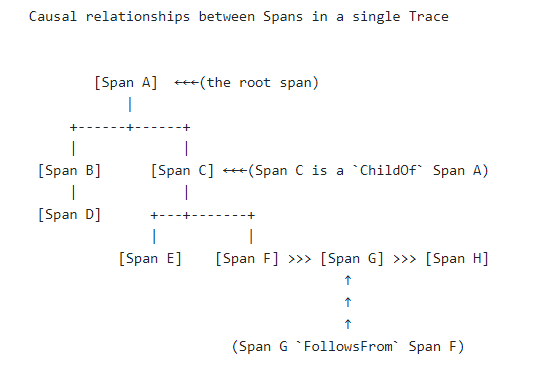 Causal relationships between Spans in a single Trace
[Span A] ←←←(the root span)
|
+------+------+
| |
[Span B] [Span C] ←←←(Span C is a `ChildOf` Span A)
| |
[Span D] +---+-------+
| |
[Span E] [Span F] >>> [Span G] >>> [Span H]
↑
↑
↑
(Span G `FollowsFrom` Span F)